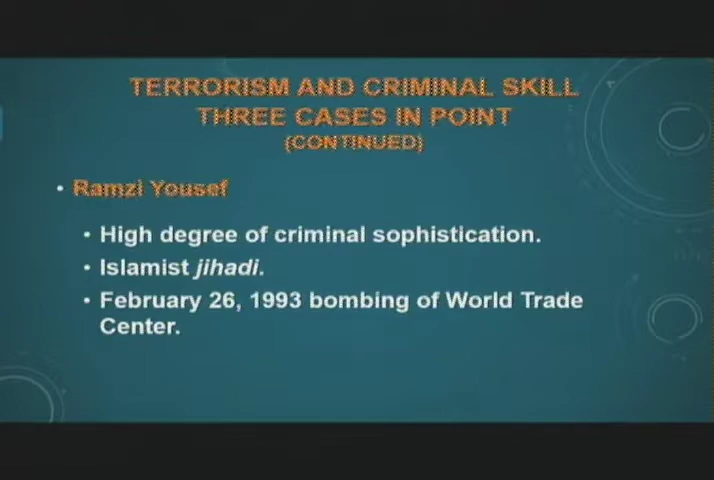 TERRORISM AND CRIMINAL SKILL
THREE CASES IN POINT
(CONTINUED)
• Ramzi Yousef
• High degree of criminal sophistication.
• Islamist jihadi.
• February 26, 1993 bombing of World Trade
Center.